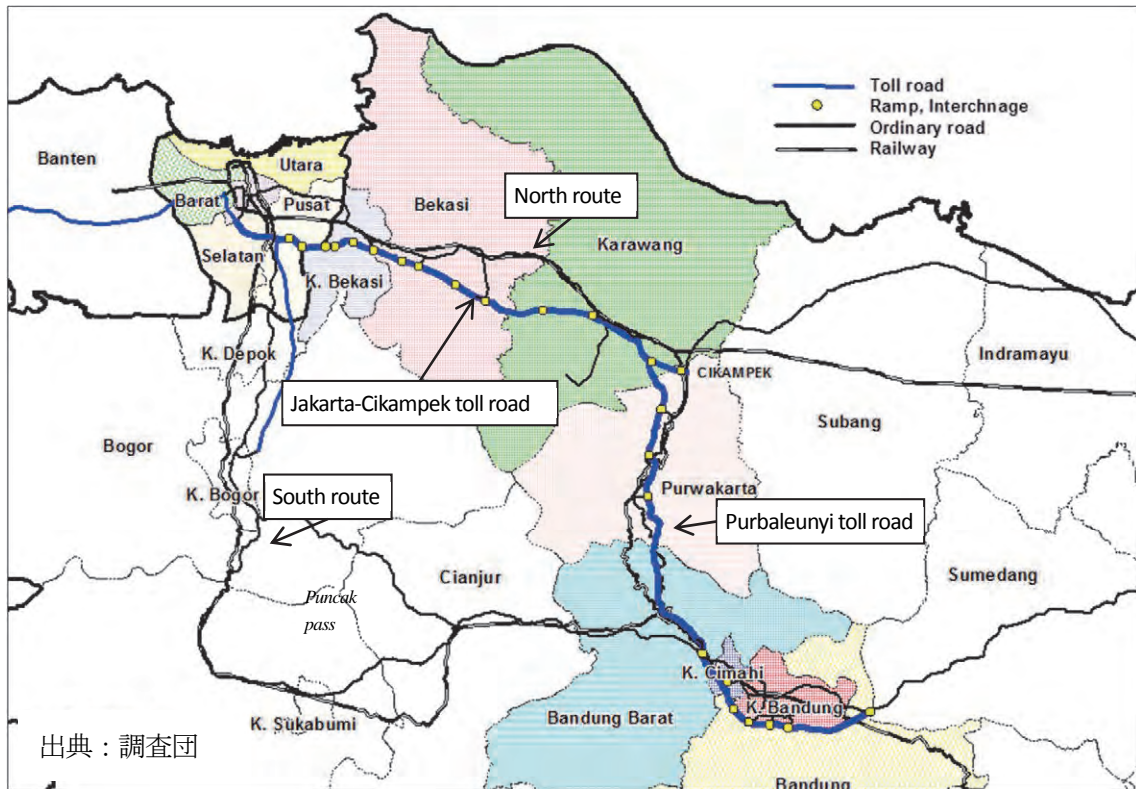 Toll road
Ramp, Interchnage
Ordinary road
Railway
Banten
Utara
Barat
Pusat
Bekasi
North route
Karawang
Selatan
K. Bekasi
K. Depok
CIKAMPEK
Indramayu
Jakarta-Cikampek toll road
Subang
Bogor
K. Bogor
South route
Purwakarta
Purbaleunyi toll road
Cianjur
Sumedang
Puncak
pass
K. Cimahi
K. Bandung
K. Sukabumi
Bandung Barat
出典：調査団
Bandung